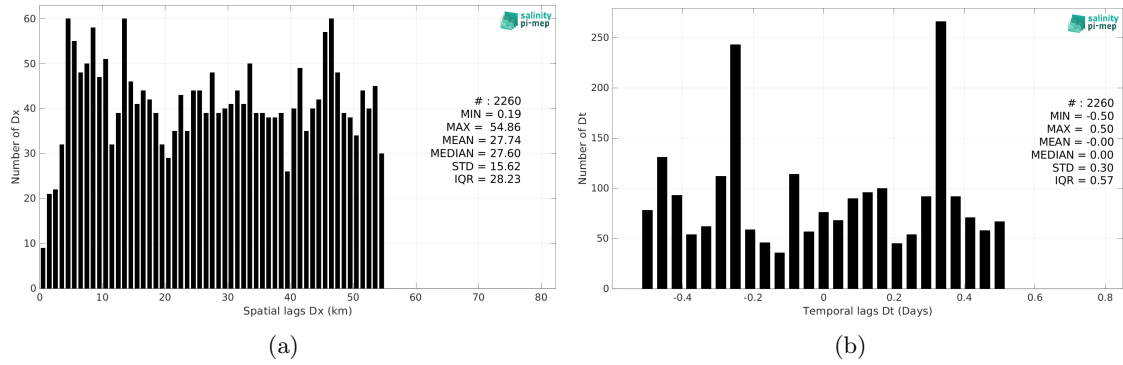 salinity
pi-mep
60
50
40
30
20
10
0
Number of Dx
# : 2260
MIN = 0.19
MAX = 54.86
MEAN = 27.74
MEDIAN = 27.60
STD = 15.62
IQR = 28.23
0 10 20 30 40 50 60 70 80
Spatial lags Dx (km)
(a)
salinity
pi-mep
250
200
150
100
50
0
Number of Dt
# : 2260
MIN = -0.50
MAX = 0.50
MEAN = -0.00
MEDIAN = 0.00
STD = 0.30
IQR = 0.57
-0.4 -0.2 0 0.2 0.4 0.6 0.8
Temporal lags Dt (Days)
(b)